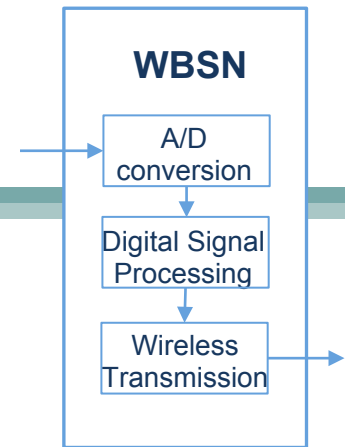 WBSN
A/D
conversion
Digital Signal
Processing
Wireless
Transmission